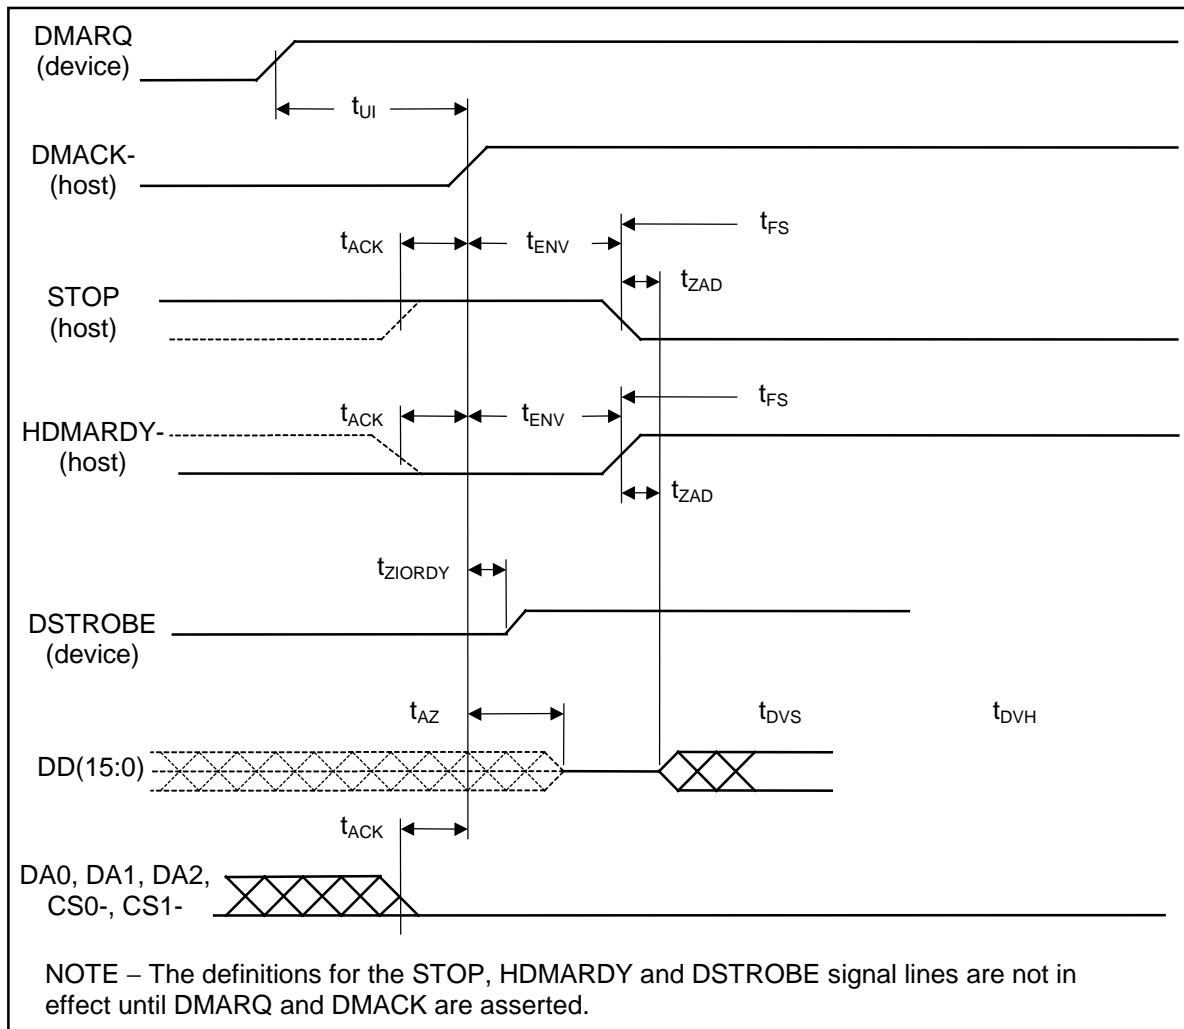 DMARQ
(device)
tUI
DMACK-
(host)
tFS
tACK
tENV
tZAD
STOP
(host)
tFS
tACK
tENV
HDMARDY-
(host)
tZAD
tZIORDY
DSTROBE
(device)
tAZ
tDVS
tDVH
DD(15:0)
tACK
DA0, DA1, DA2,
CS0-, CS1-
NOTE – The definitions for the STOP, HDMARDY and DSTROBE signal lines are not in
effect until DMARQ and DMACK are asserted.